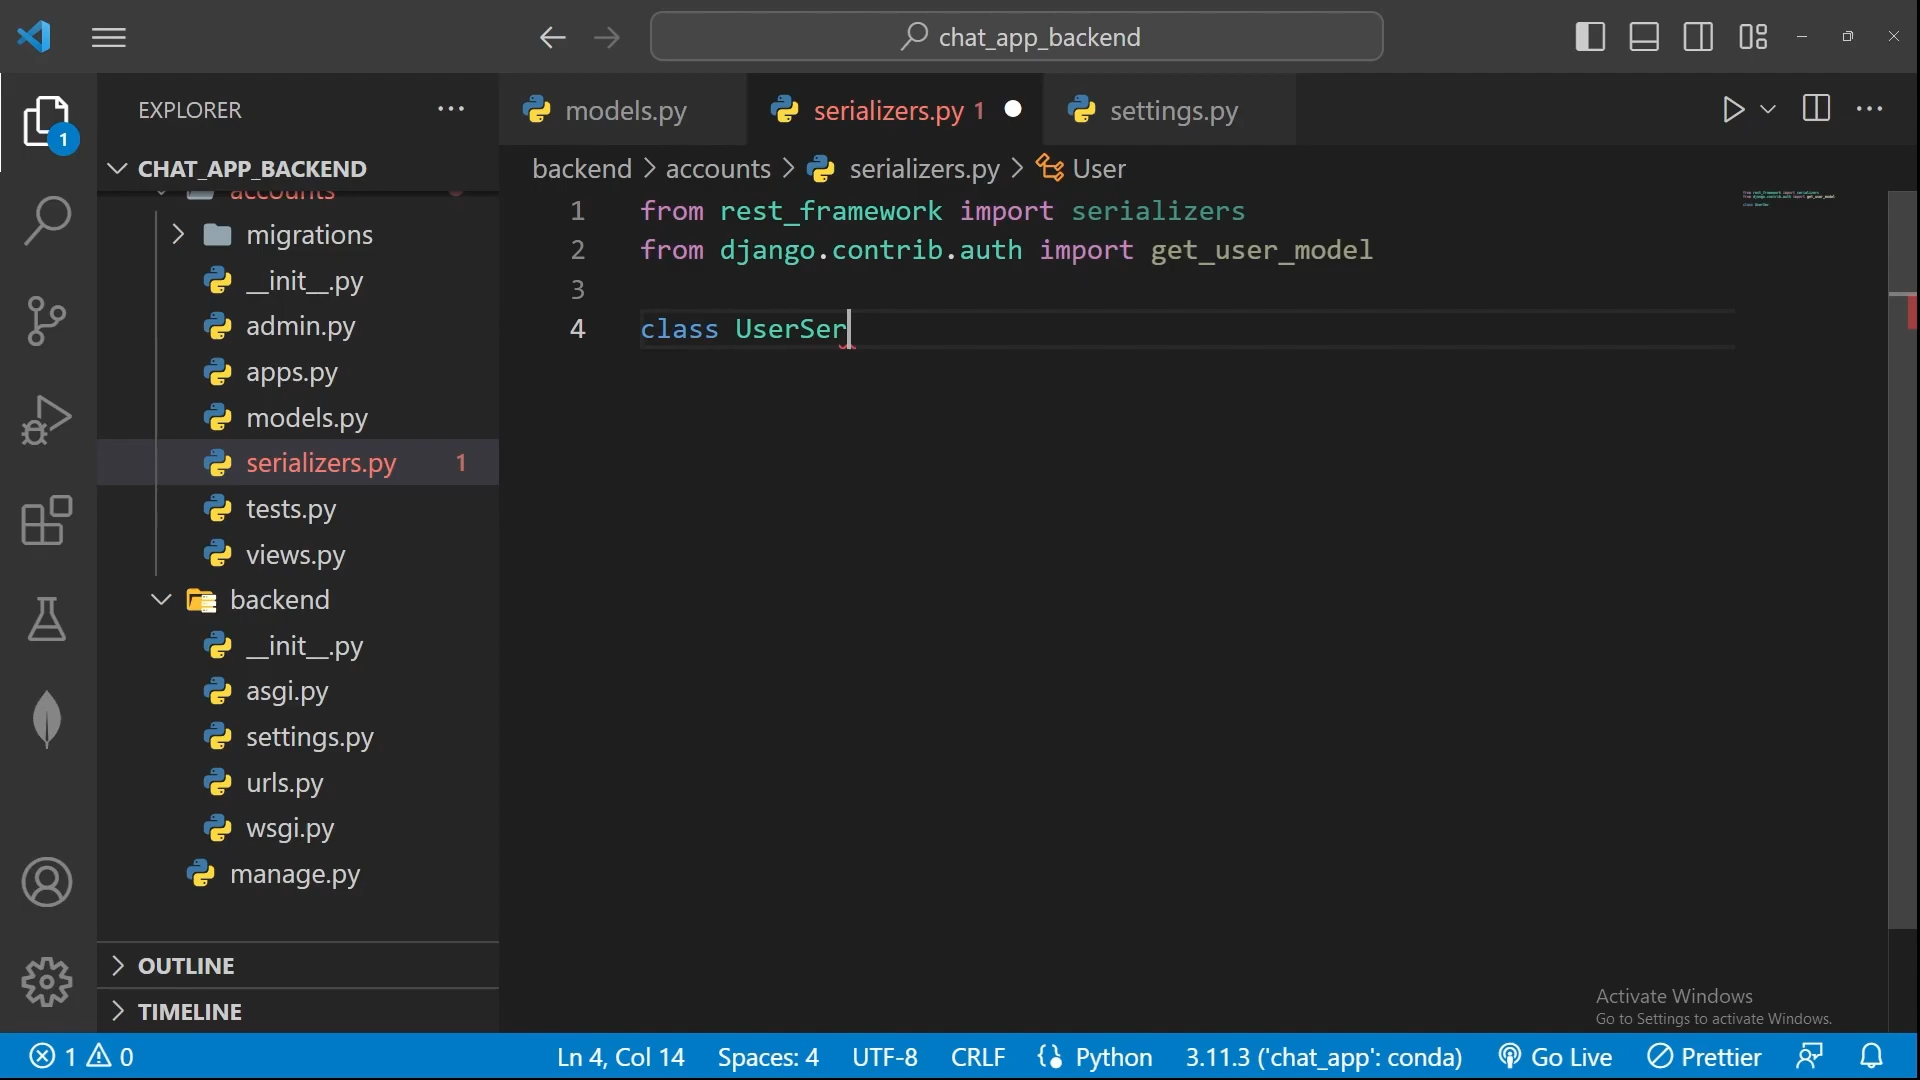 chat_app_backend
EXPLORER
models.py
serializers.py 1
settings.py
1
CHAT_APP_BACKEND
backend > accounts > serializers.py > User
accounts
migrations
__init__.py
admin.py
apps.py
models.py
serializers.py 1
tests.py
views.py
backend
__init__.py
asgi.py
settings.py
urls.py
wsgi.py
manage.py
OUTLINE
TIMELINE
1 from rest_framework import serializers
2 from django.contrib.auth import get_user_model
3
4 class UserSer
Activate Windows
Go to Settings to activate Windows.
1 0 Ln 4, Col 14 Spaces: 4 UTF-8 CRLF {} Python 3.11.3 ('chat_app': conda) Go Live Prettier